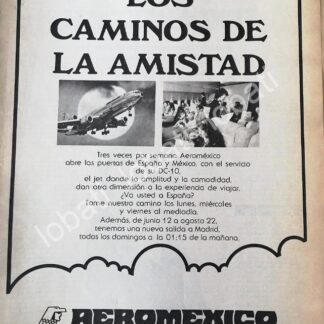 LOS
CAMINOS DE
LA AMISTAD
Tres veces por semana Aeroméxico
abre las puertas de España y México, con el servicio
de su DC-10,
el jet donde la amplitud y la comodidad,
dan otra dimensión a la experiencia de viajar.
¿Va usted a España?
Tome nuestro camino los lunes, miércoles
y viernes al mediodía.
Además, de junio 12 a agosto 22,
tenemos una nueva salida a Madrid,
todos los domingos a la 01:15 de la mañana.
AEROMEXICO